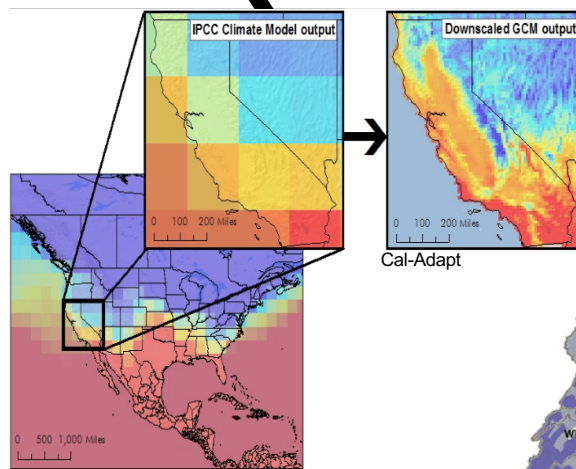 IPCC Climate Model output
0 100 200 Miles
Downscaled GCM output
0 100 200 Miles
Cal-Adapt
0 500 1,000 Miles